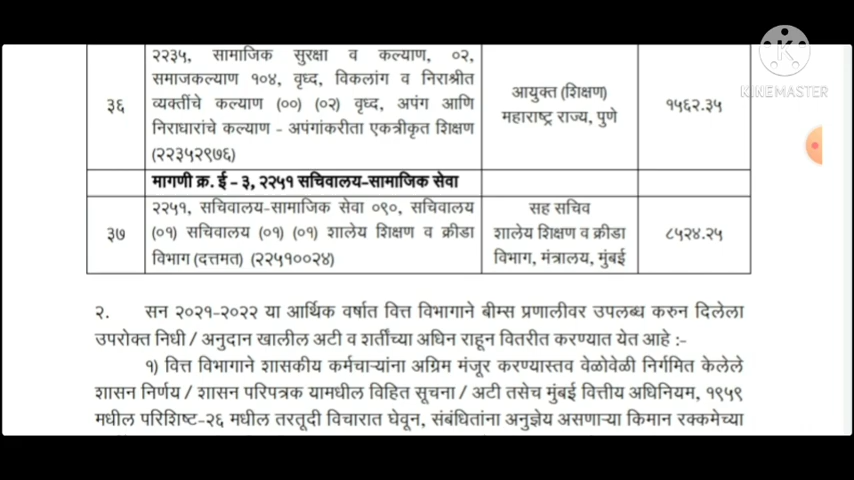 २२३५, सामाजिक सुरक्षा व कल्याण, ०२,
समाजकल्याण १०४, वृध्द, विकलांग व निराश्रीत
३६ व्यक्तींचे कल्याण (००) (०२) वृध्द, अपंग आणि
निराधारांचे कल्याण - अपंगांकरीता एकत्रीकृत शिक्षण
(२२३५२९७६)
आयुक्त (शिक्षण)
महाराष्ट्र राज्य, पुणे
१५६२.३५
मागणी क्र. ई - ३, २२५१ सचिवालय-सामाजिक सेवा
२२५१, सचिवालय-सामाजिक सेवा ०९०, सचिवालय
३७ (०१) सचिवालय (०१) (०१) शालेय शिक्षण व क्रीडा
विभाग (दत्तमत) (२२५१००२४)
सह सचिव
शालेय शिक्षण व क्रीडा
विभाग, मंत्रालय, मुंबई
८५२४.२५
२. सन २०२१-२०२२ या आर्थिक वर्षात वित्त विभागाने बीम्स प्रणालीवर उपलब्ध करुन दिलेला
उपरोक्त निधी / अनुदान खालील अटी व शर्तींच्या अधिन राहून वितरीत करण्यात येत आहे :-
१) वित्त विभागाने शासकीय कर्मचाऱ्यांना अग्रिम मंजूर करण्यास्तव वेळोवेळी निर्गमित केलेले
शासन निर्णय / शासन परिपत्रक यामधील विहित सूचना / अटी तसेच मुंबई वित्तीय अधिनियम, १९५९
मधील परिशिष्ट-२६ मधील तरतूदी विचारात घेवून, संबंधितांना अनुज्ञेय असणाऱ्या किमान रक्कमेच्या
KINEMASTER